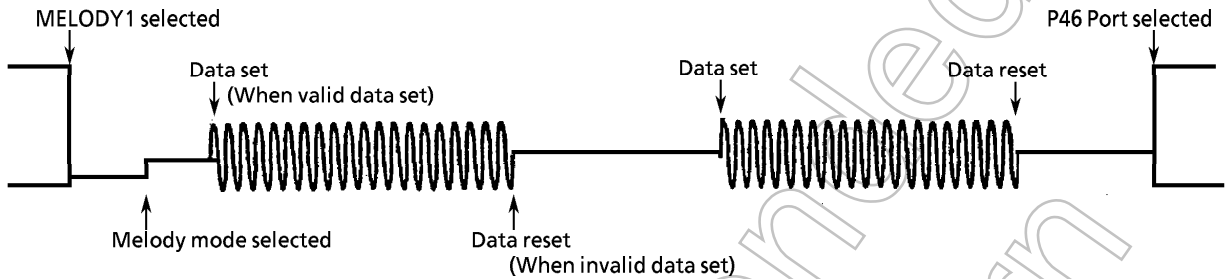 MELODY1 selected
P46 Port selected
Data set
(When valid data set)
Data set
Data reset
Melody mode selected
Data reset
(When invalid data set)